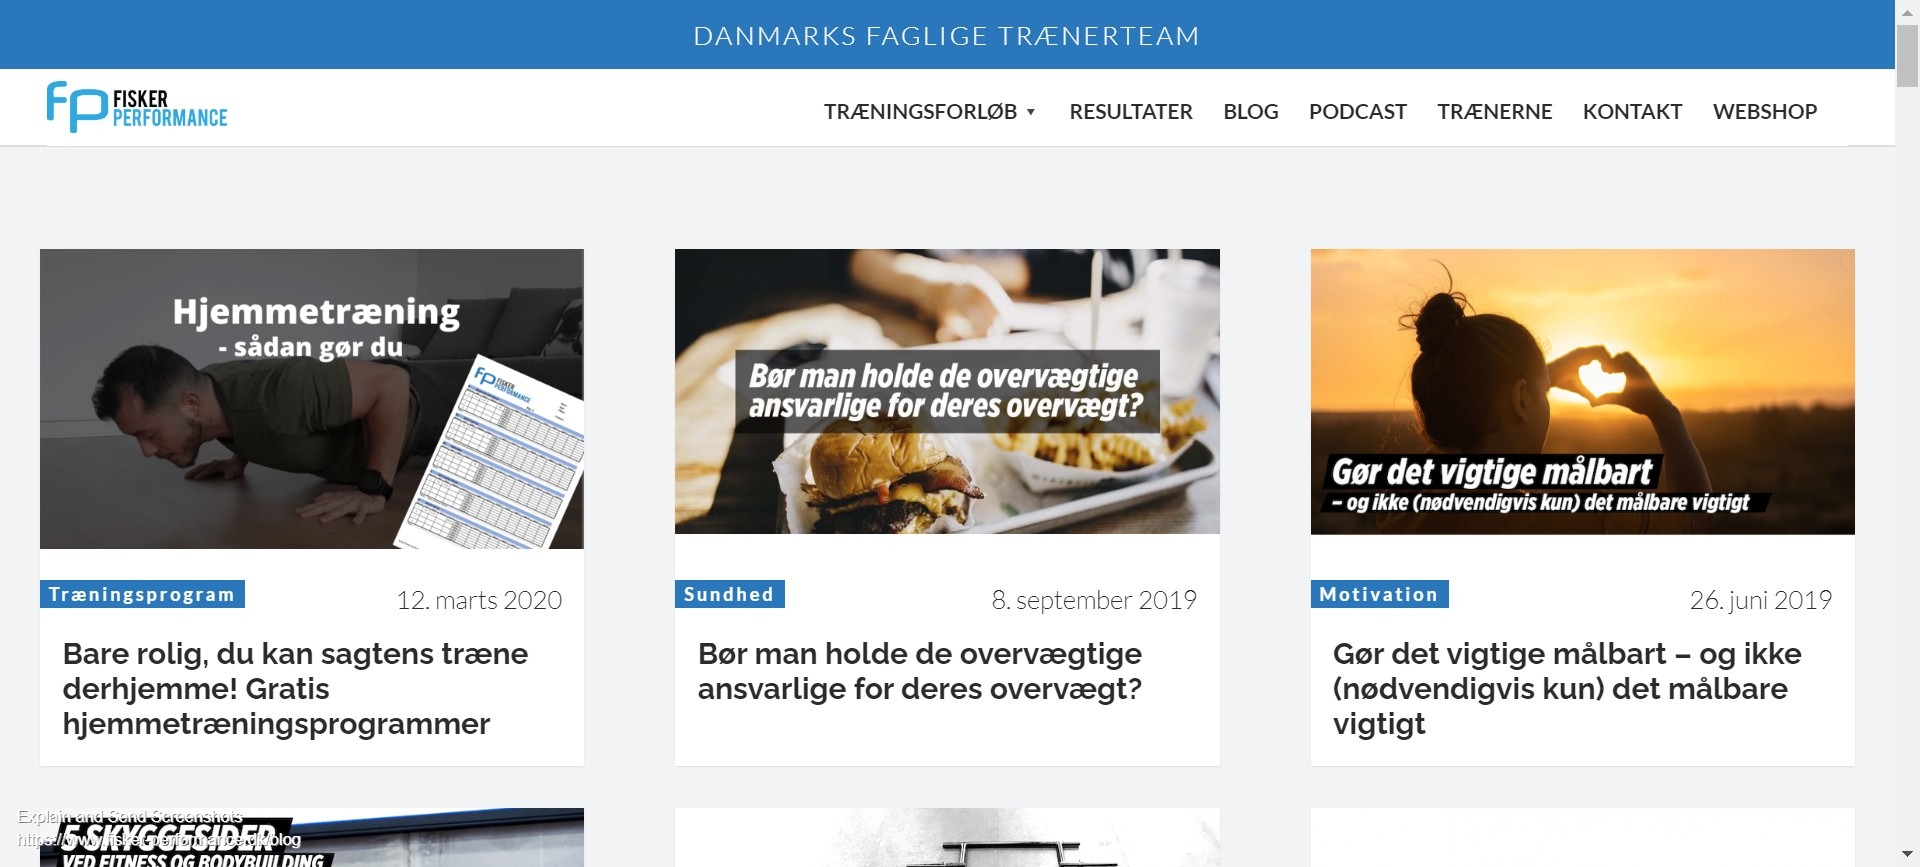 DANMARKS FAGLIGE TRÆNERTEAM
fp FISKER
PERFORMANCE
TRÆNINGSFORLØB RESULTATER BLOG PODCAST TRÆNERNE KONTAKT WEBSHOP
Hjemmetræning
- sådan gør du
fp FISKER
PERFORMANCE
Bør man holde de overvægtige
ansvarlige for deres overvægt?
Gør det vigtige målbart
– og ikke (nødvendigvis kun) det målbare vigtigt
Træningsprogram
12. marts 2020
Bare rolig, du kan sagtens træne
derhjemme! Gratis
hjemmetræningsprogrammer
Sundhed
8. september 2019
Bør man holde de overvægtige
ansvarlige for deres overvægt?
Motivation
26. juni 2019
Gør det vigtige målbart – og ikke
(nødvendigvis kun) det målbare
vigtigt
Explain and Send Screenshots
https://www.fisker-performance.dk/blog
5 SKYGGESIDER
VED FITNESS OG BODYBUILDING